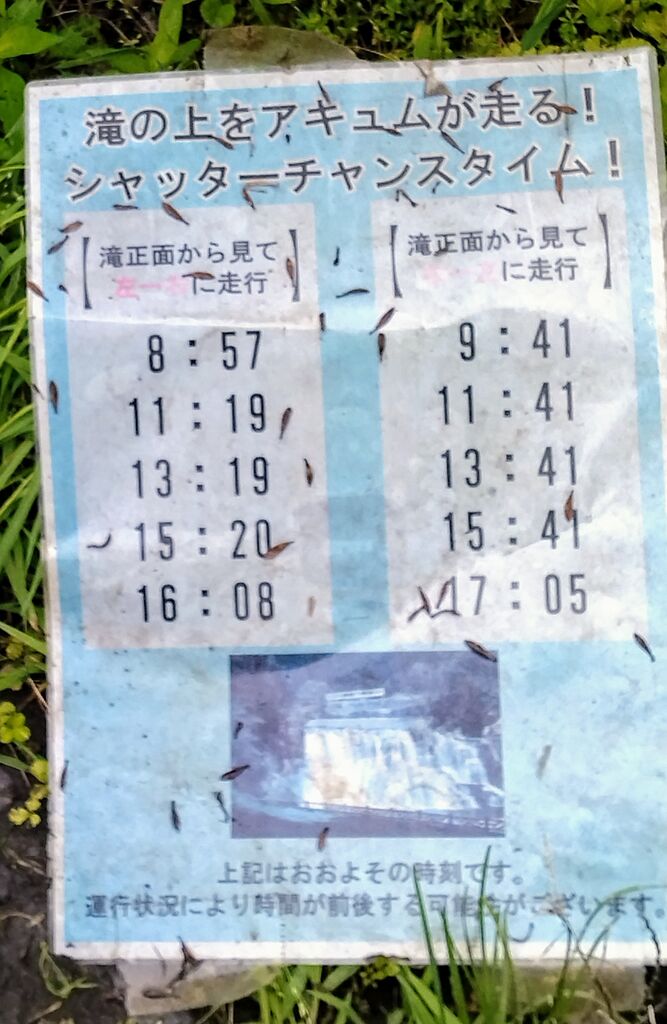 滝の上をアキュムが走る！
シャッターチャンスタイム！
【滝正面から見て
左→右に走行】
8：57
11：19
13：19
15：20
16：08
【滝正面から見て
に走行】
9：41
11：41
13：41
15：41
17：05
上記はおおよその時刻です。
運行状況により時間が前後する可能性がございます。